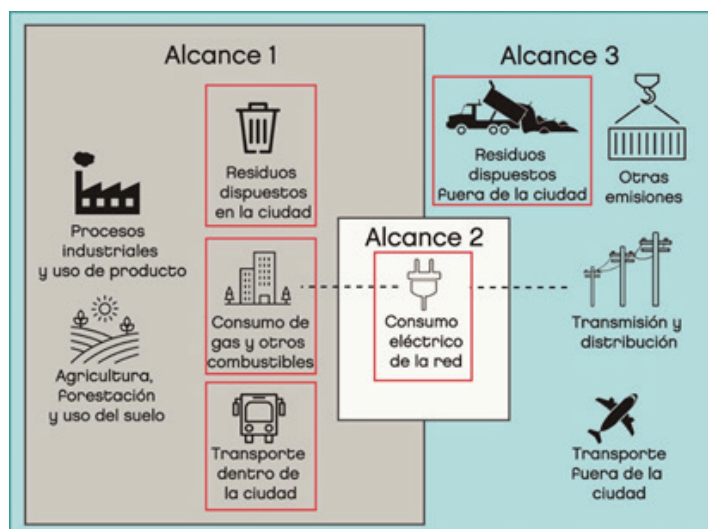 Alcance 1
Residuos
dispuestos
en la ciudad
Procesos
industriales
y uso de producto
Consumo de
gas y otros
combustibles
Agricultura,
forestación
y uso del suelo
Transporte
dentro de
la ciudad
Alcance 2
Consumo
eléctrico
de la red
Alcance 3
Residuos
dispuestos
fuera de la ciudad
Otras
emisiones
Transmisión y
distribución
Transporte
fuera de la
ciudad